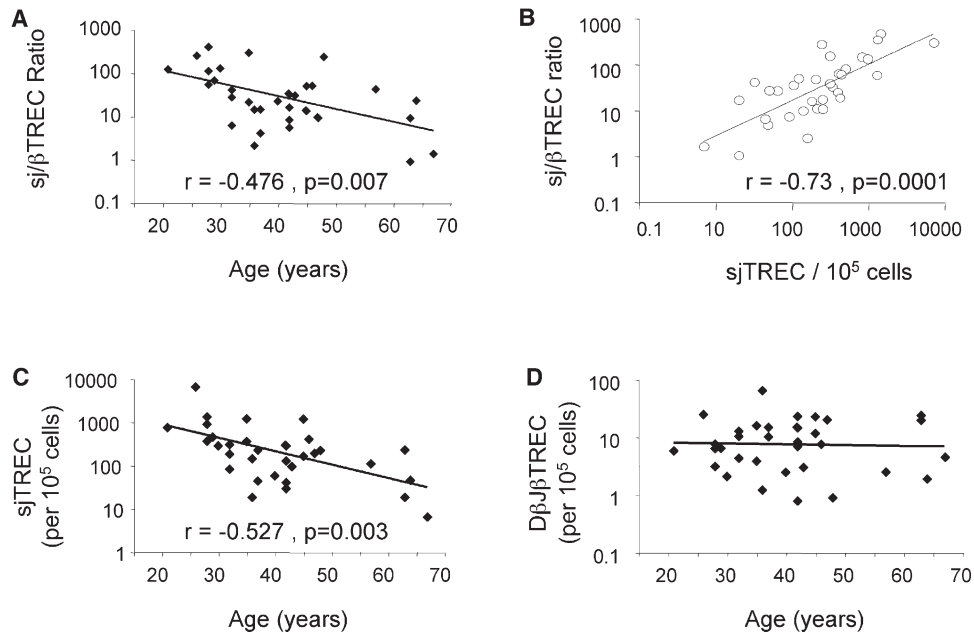 A
1000
100
10
1
0.1
sj/βTREC Ratio
r = -0.476 , p=0.007
20 30 40 50 60 70
Age (years)
B
1000
100
10
1
0.1
sj/βTREC ratio
r = -0.73 , p=0.0001
0.1 10 100 1000 10000
sjTREC / 10⁵ cells
C
10000
1000
100
10
1
sjTREC
(per 10⁵ cells)
r = -0.527 , p=0.003
20 30 40 50 60 70
Age (years)
D
100
10
1
0.1
DβJβTREC
(per 10⁵ cells)
20 30 40 50 60 70
Age (years)